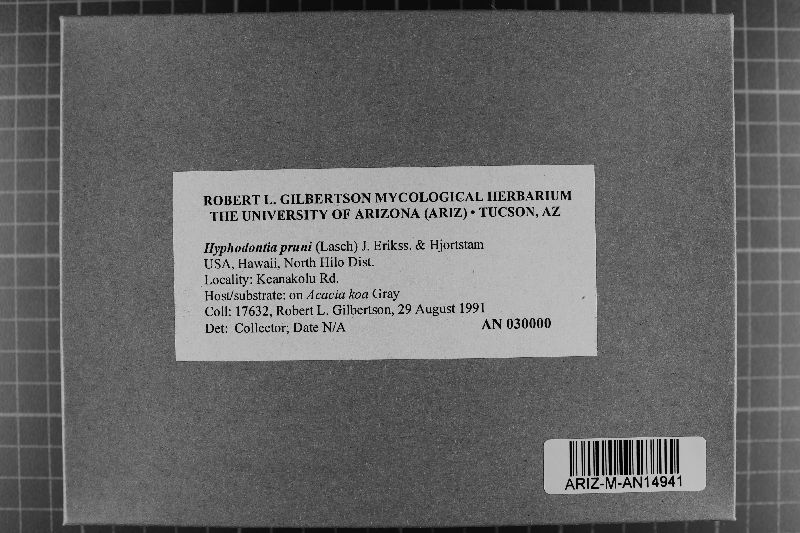 ROBERT L. GILBERTSON MYCOLOGICAL HERBARIUM
THE UNIVERSITY OF ARIZONA (ARIZ) • TUCSON, AZ
Hyphodontia pruni (Lasch) J. Erikss. & Hjortstam
USA, Hawaii, North Hilo Dist.
Locality: Keanakolu Rd.
Host/substrate: on Acacia koa Gray
Coll: 17632, Robert L. Gilbertson, 29 August 1991
Det: Collector; Date N/A AN 030000
ARIZ-M-AN14941